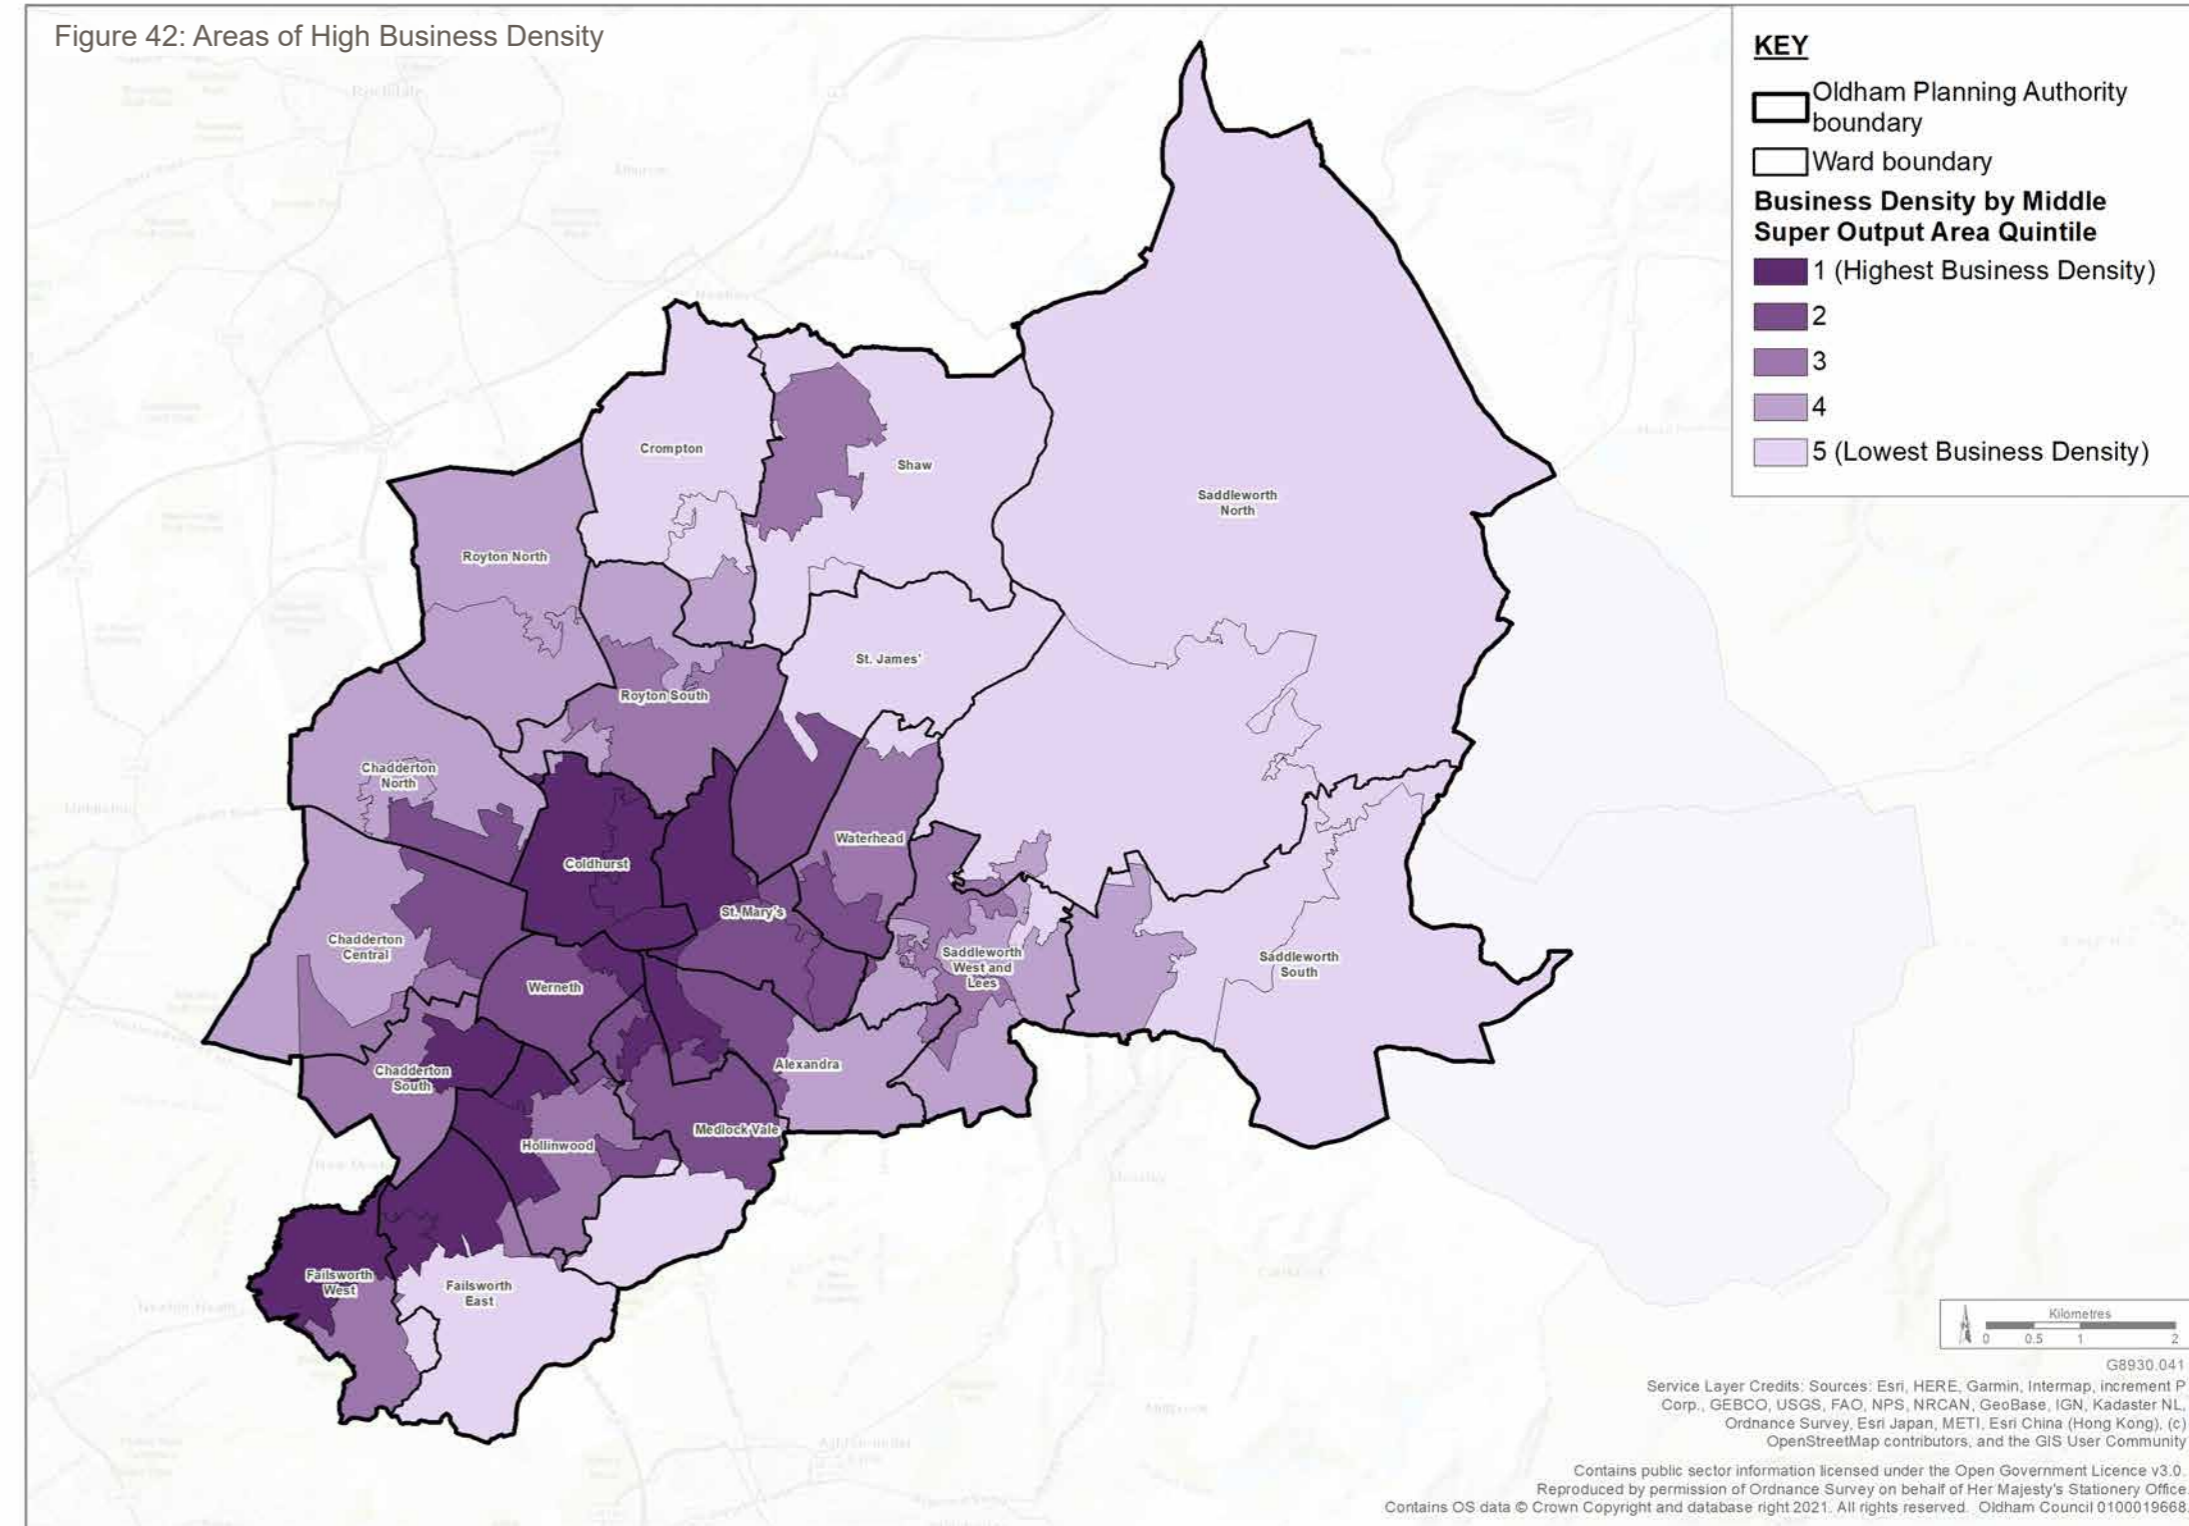 Figure 42: Areas of High Business Density
KEY
Oldham Planning Authority
boundary
Ward boundary
Business Density by Middle
Super Output Area Quintile
1 (Highest Business Density)
2
3
4
5 (Lowest Business Density)
Crompton
Shaw
Saddleworth
North
Royton North
St. James'
Royton South
Chadderton
North
Waterhead
Coldhurst
St. Mary's
Chadderton
Central
Saddleworth
West and
Lees
Saddleworth
South
Werneth
Alexandra
Chadderton
South
Medlock Vale
Hollinwood
Failsworth
West
Failsworth
East
Kilometres
0 0.5 1 2
G8930.041
Service Layer Credits: Sources: Esri, HERE, Garmin, Intermap, increment P
Corp., GEBCO, USGS, FAO, NPS, NRCAN, GeoBase, IGN, Kadaster NL,
Ordnance Survey, Esri Japan, METI, Esri China (Hong Kong), (c)
OpenStreetMap contributors, and the GIS User Community
Contains public sector information licensed under the Open Government Licence v3.0.
Reproduced by permission of Ordnance Survey on behalf of Her Majesty's Stationery Office
Contains OS data © Crown Copyright and database right 2021. All rights reserved. Oldham Council 0100019668.